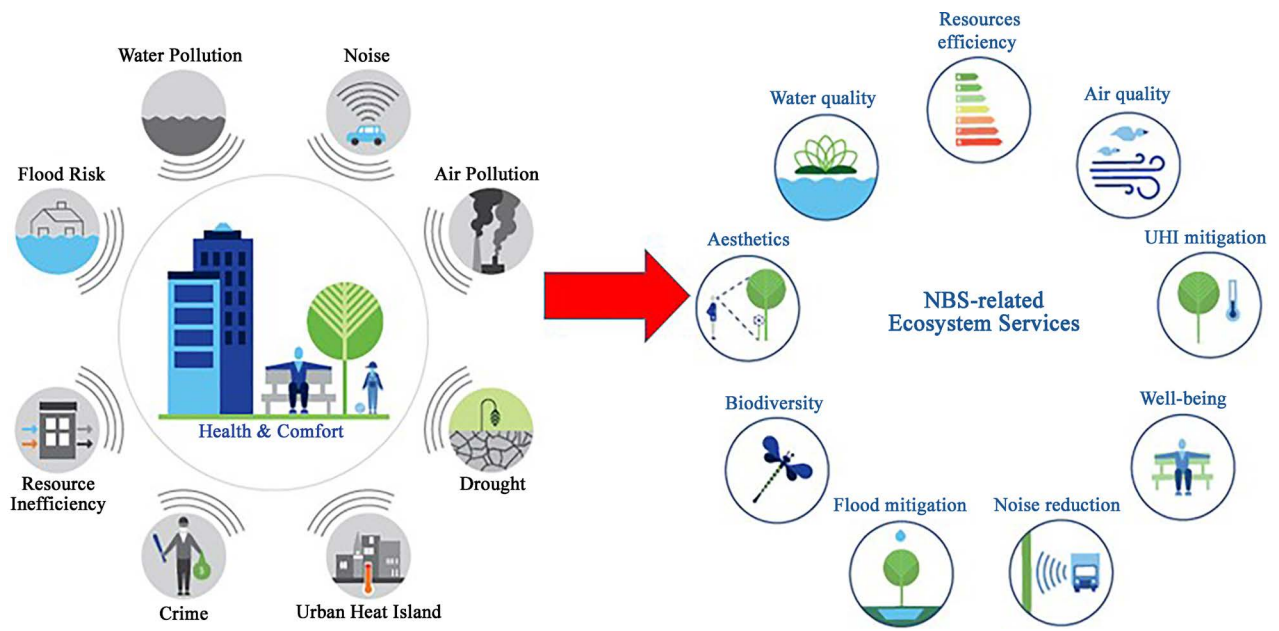 Water Pollution
Noise
Flood Risk
Air Pollution
Health & Comfort
Resource
Inefficiency
Drought
Crime
Urban Heat Island
Resources
efficiency
Water quality
Air quality
Aesthetics
UHI mitigation
NBS-related
Ecosystem Services
Biodiversity
Well-being
Flood mitigation
Noise reduction